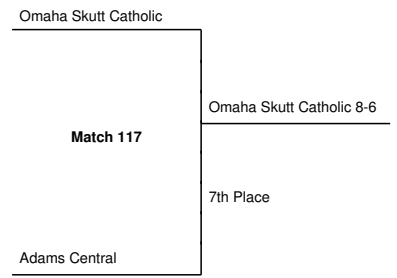 Omaha Skutt Catholic
Omaha Skutt Catholic 8-6
Match 117
7th Place
Adams Central